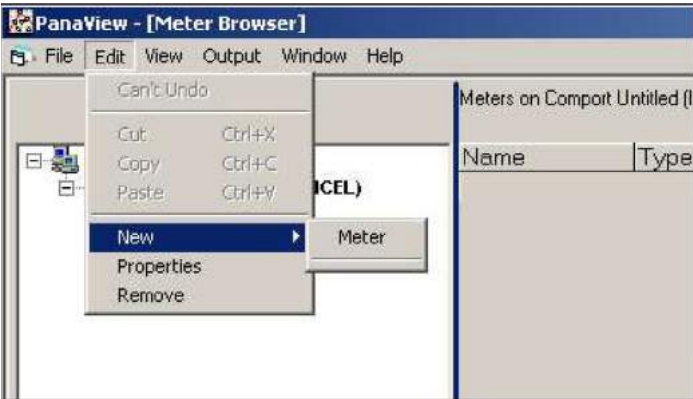 PanaView - [Meter Browser]
File Edit View Output Window Help
Can't Undo
Meters on Comport Untitled (I
Cut Ctrl+X
Name Type
Copy Ctrl+C
Paste Ctrl+V
ICEL)
New
Meter
Properties
Remove